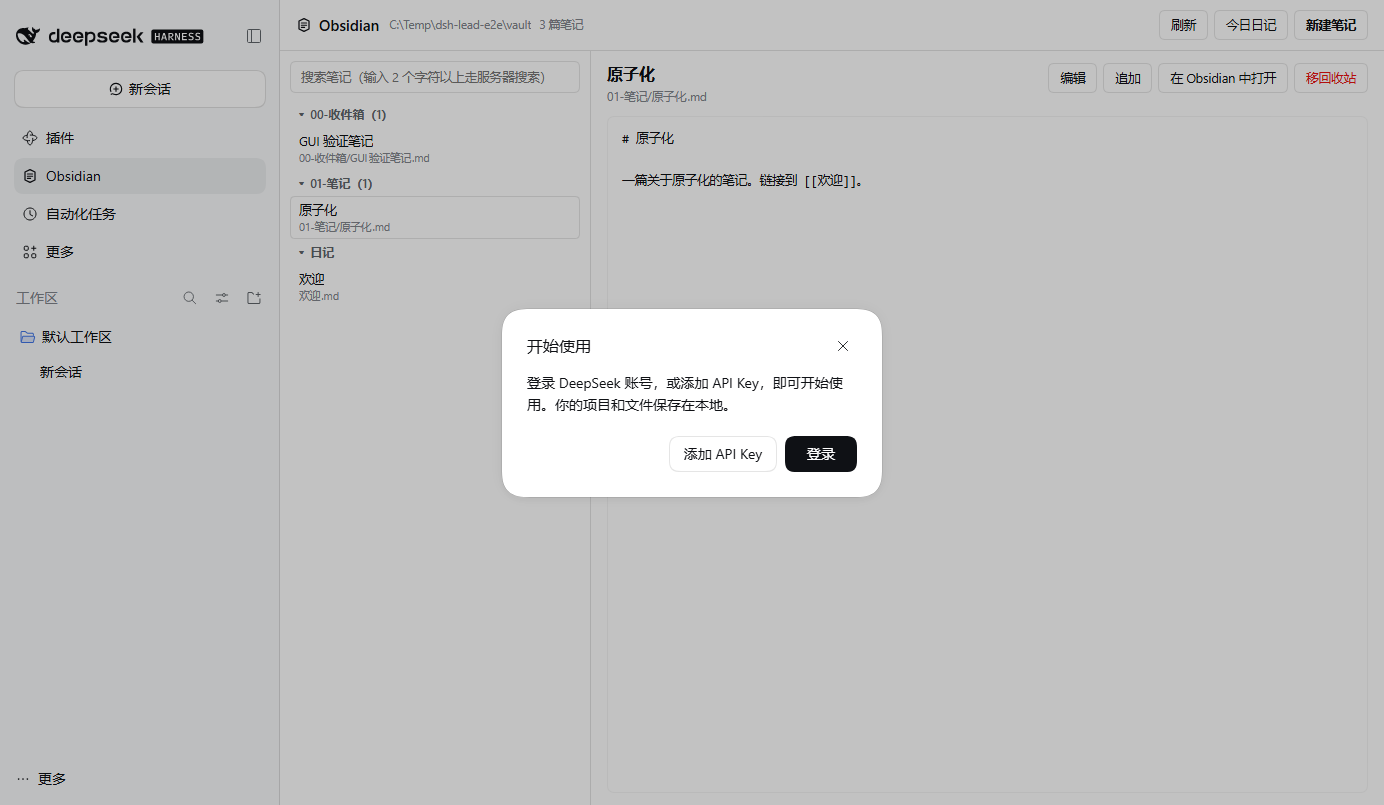 deepseek HARNESS
新会话
插件
Obsidian
自动化任务
更多
工作区
默认工作区
新会话
... 更多
Obsidian C:\Temp\dsh-lead-e2e\vault 3 篇笔记
刷新
今日日记
新建笔记
搜索笔记（输入 2 个字符以上走服务器搜索）
00-收件箱 (1)
GUI 验证笔记
00-收件箱/GUI 验证笔记.md
01-笔记 (1)
原子化
01-笔记/原子化.md
日记
欢迎
欢迎.md
原子化
01-笔记/原子化.md
编辑
追加
在 Obsidian 中打开
移回收站
# 原子化
一篇关于原子化的笔记。链接到 [[欢迎]]。
开始使用
登录 DeepSeek 账号，或添加 API Key，即可开始使
用。你的项目和文件保存在本地。
添加 API Key
登录